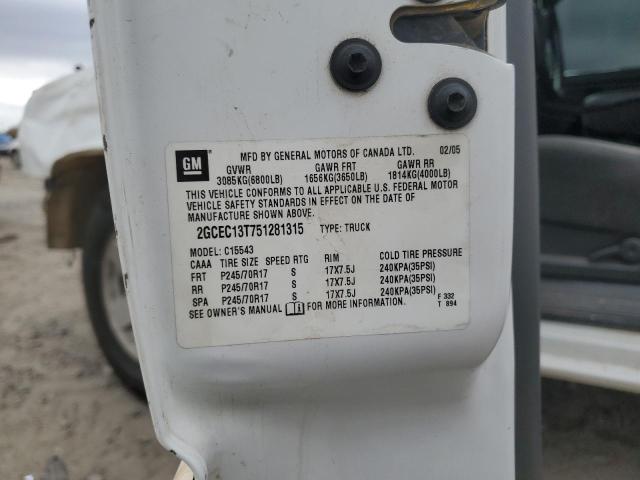 GM
MFD BY GENERAL MOTORS OF CANADA LTD. 02/05
GVWR GAWR FRT GAWR RR
3085KG(6800LB) 1656KG(3650LB) 1814KG(4000LB)
THIS VEHICLE CONFORMS TO ALL APPLICABLE U.S. FEDERAL MOTOR
VEHICLE SAFETY STANDARDS IN EFFECT ON THE DATE OF
MANUFACTURE SHOWN ABOVE.
2GCEC13T751281315 TYPE: TRUCK
MODEL: C15543
CAAA TIRE SIZE SPEED RTG RIM COLD TIRE PRESSURE
FRT P245/70R17 S 17X7.5J 240KPA(35PSI)
RR P245/70R17 S 17X7.5J 240KPA(35PSI)
SPA P245/70R17 S 17X7.5J 240KPA(35PSI)
SEE OWNER'S MANUAL FOR MORE INFORMATION.
F 332
T 894